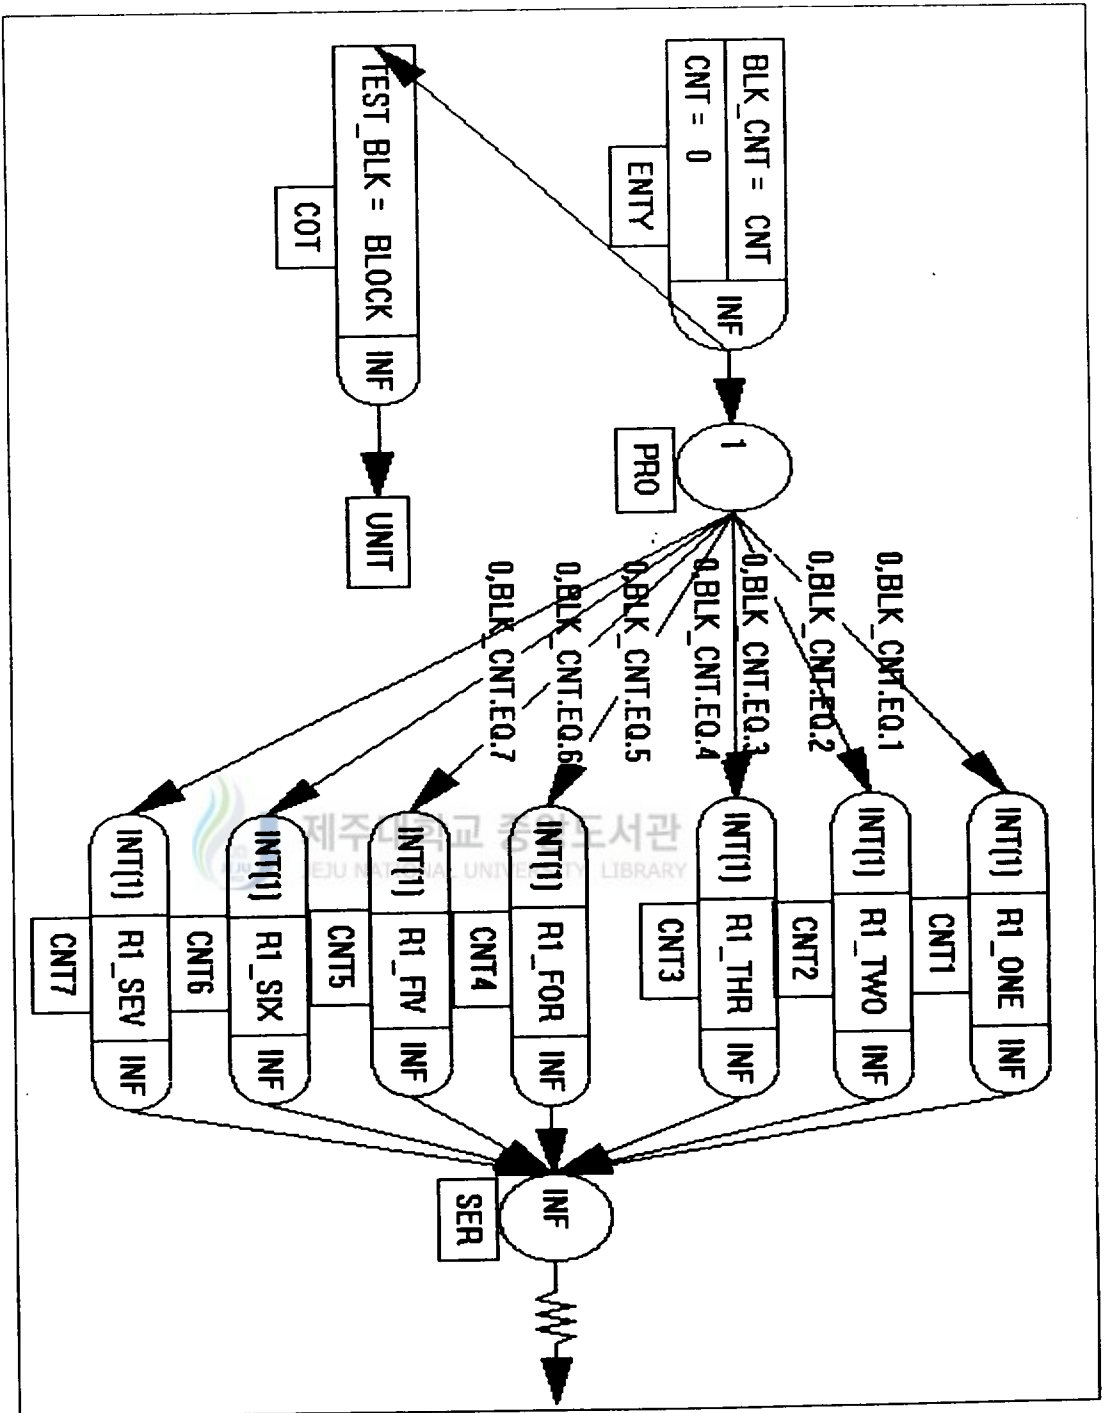 BLK_CNT = CNT
CNT = 0
INF
ENTY
1
PRO
0,BLK_CNT.EQ.1
0,BLK_CNT.EQ.2
0,BLK_CNT.EQ.3
0,BLK_CNT.EQ.4
0,BLK_CNT.EQ.5
0,BLK_CNT.EQ.6
0,BLK_CNT.EQ.7
INT(1) R1_ONE INF
CNT1
INT(1) R1_TWO INF
CNT2
INT(1) R1_THR INF
CNT3
INT(1) R1_FOR INF
CNT4
INT(1) R1_FIV INF
CNT5
INT(1) R1_SIX INF
CNT6
INT(1) R1_SEV INF
CNT7
INF
SER
TEST_BLK = BLOCK INF
COT
UNIT
제주대학교 중앙도서관
JEJU NATIONAL UNIVERSITY LIBRARY